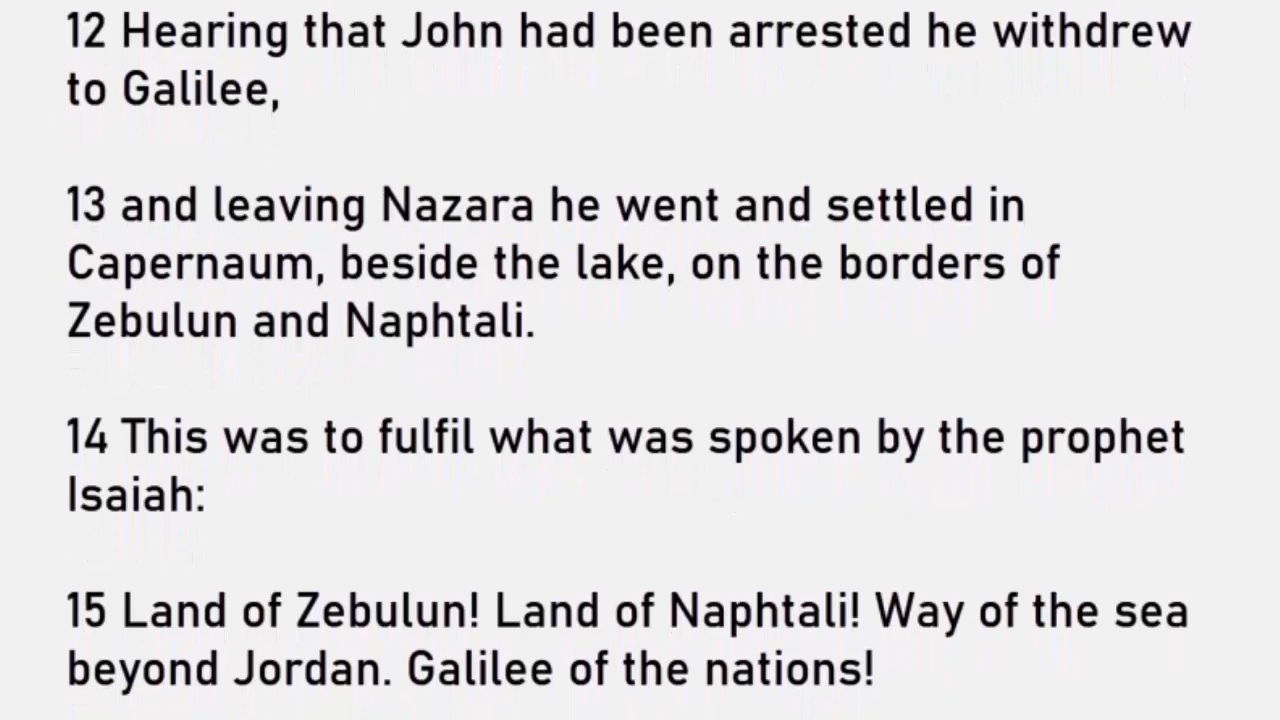 12 Hearing that John had been arrested he withdrew
to Galilee,
13 and leaving Nazara he went and settled in
Capernaum, beside the lake, on the borders of
Zebulun and Naphtali.
14 This was to fulfil what was spoken by the prophet
Isaiah:
15 Land of Zebulun! Land of Naphtali! Way of the sea
beyond Jordan. Galilee of the nations!